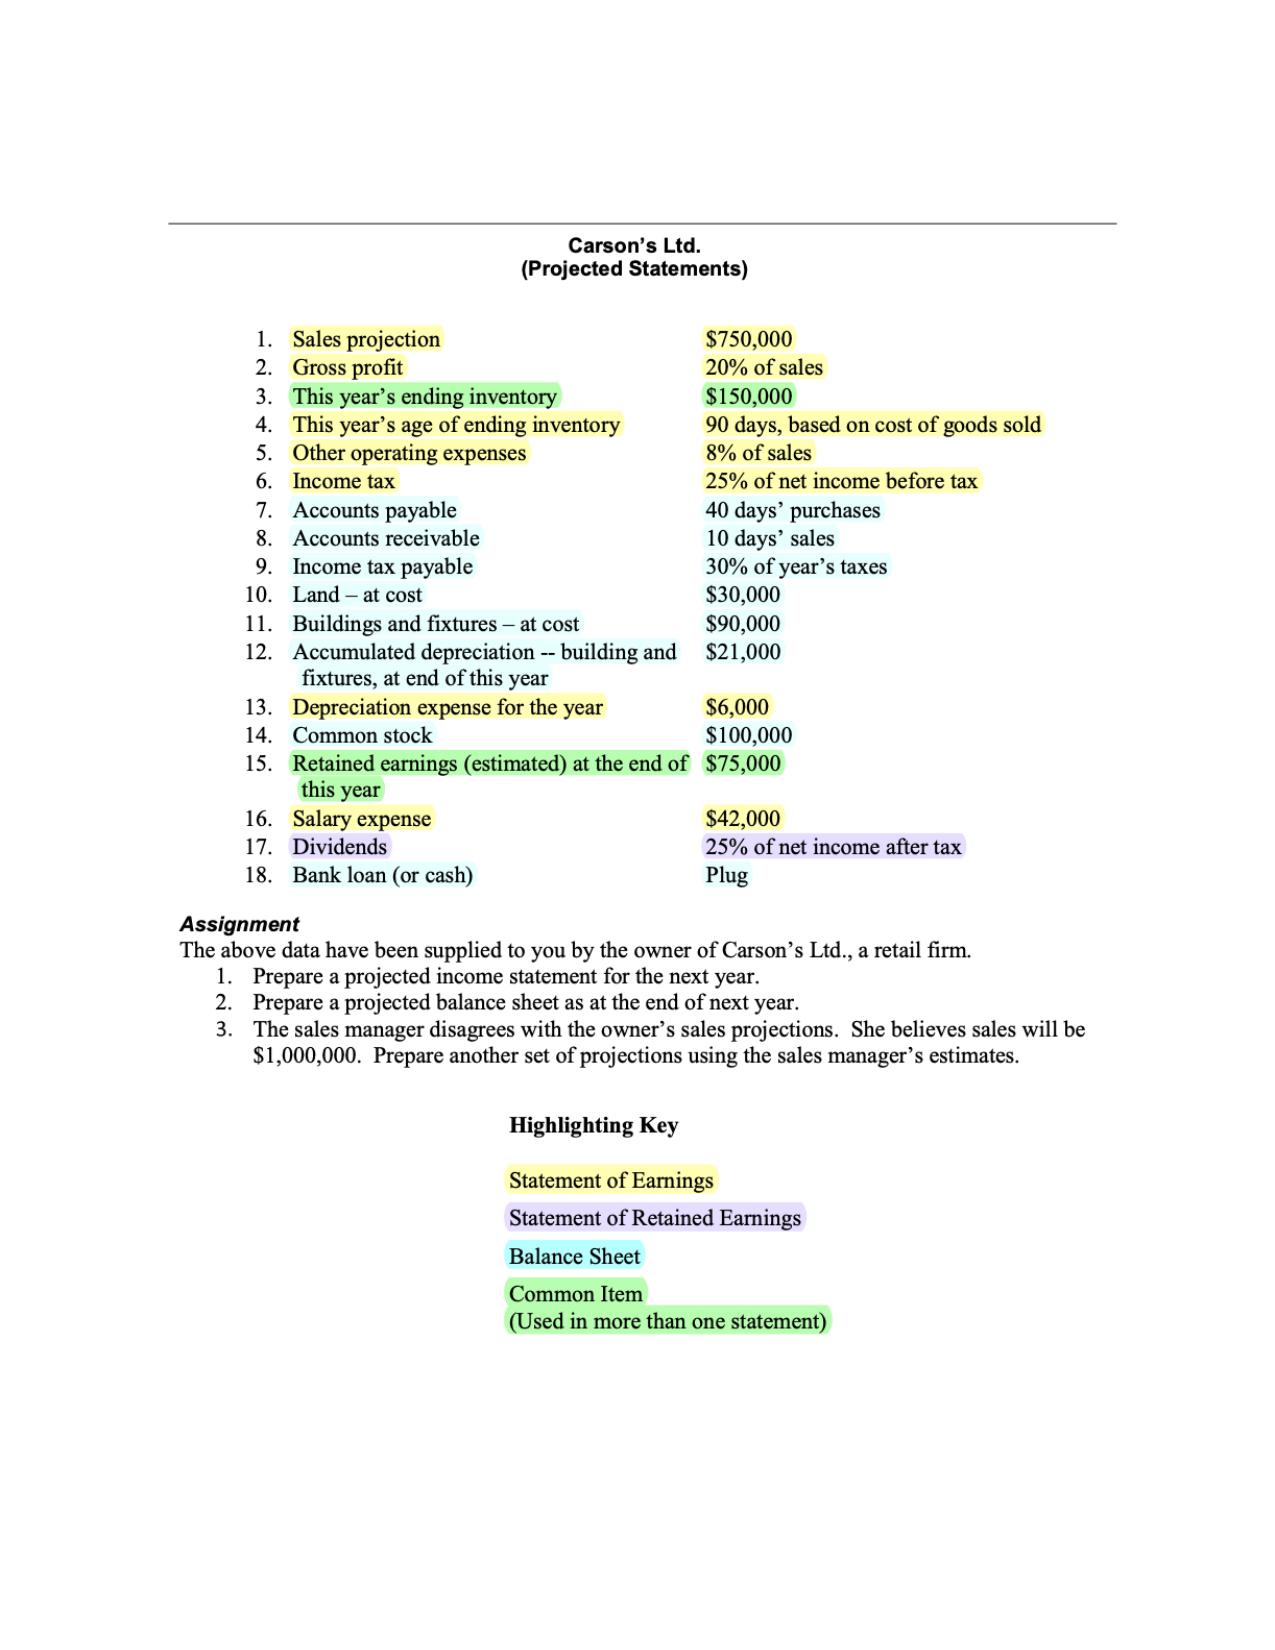 Carson's Ltd.
(Projected Statements)
1. Sales projection $750,000
2. Gross profit 20% of sales
3. This year's ending inventory $150,000
4. This year's age of ending inventory 90 days, based on cost of goods sold
5. Other operating expenses 8% of sales
6. Income tax 25% of net income before tax
7. Accounts payable 40 days' purchases
8. Accounts receivable 10 days' sales
9. Income tax payable 30% of year's taxes
10. Land – at cost $30,000
11. Buildings and fixtures – at cost $90,000
12. Accumulated depreciation -- building and $21,000
fixtures, at end of this year
13. Depreciation expense for the year $6,000
14. Common stock $100,000
15. Retained earnings (estimated) at the end of $75,000
this year
16. Salary expense $42,000
17. Dividends 25% of net income after tax
18. Bank loan (or cash) Plug
Assignment
The above data have been supplied to you by the owner of Carson's Ltd., a retail firm.
1. Prepare a projected income statement for the next year.
2. Prepare a projected balance sheet as at the end of next year.
3. The sales manager disagrees with the owner's sales projections. She believes sales will be
$1,000,000. Prepare another set of projections using the sales manager's estimates.
Highlighting Key
Statement of Earnings
Statement of Retained Earnings
Balance Sheet
Common Item
(Used in more than one statement)